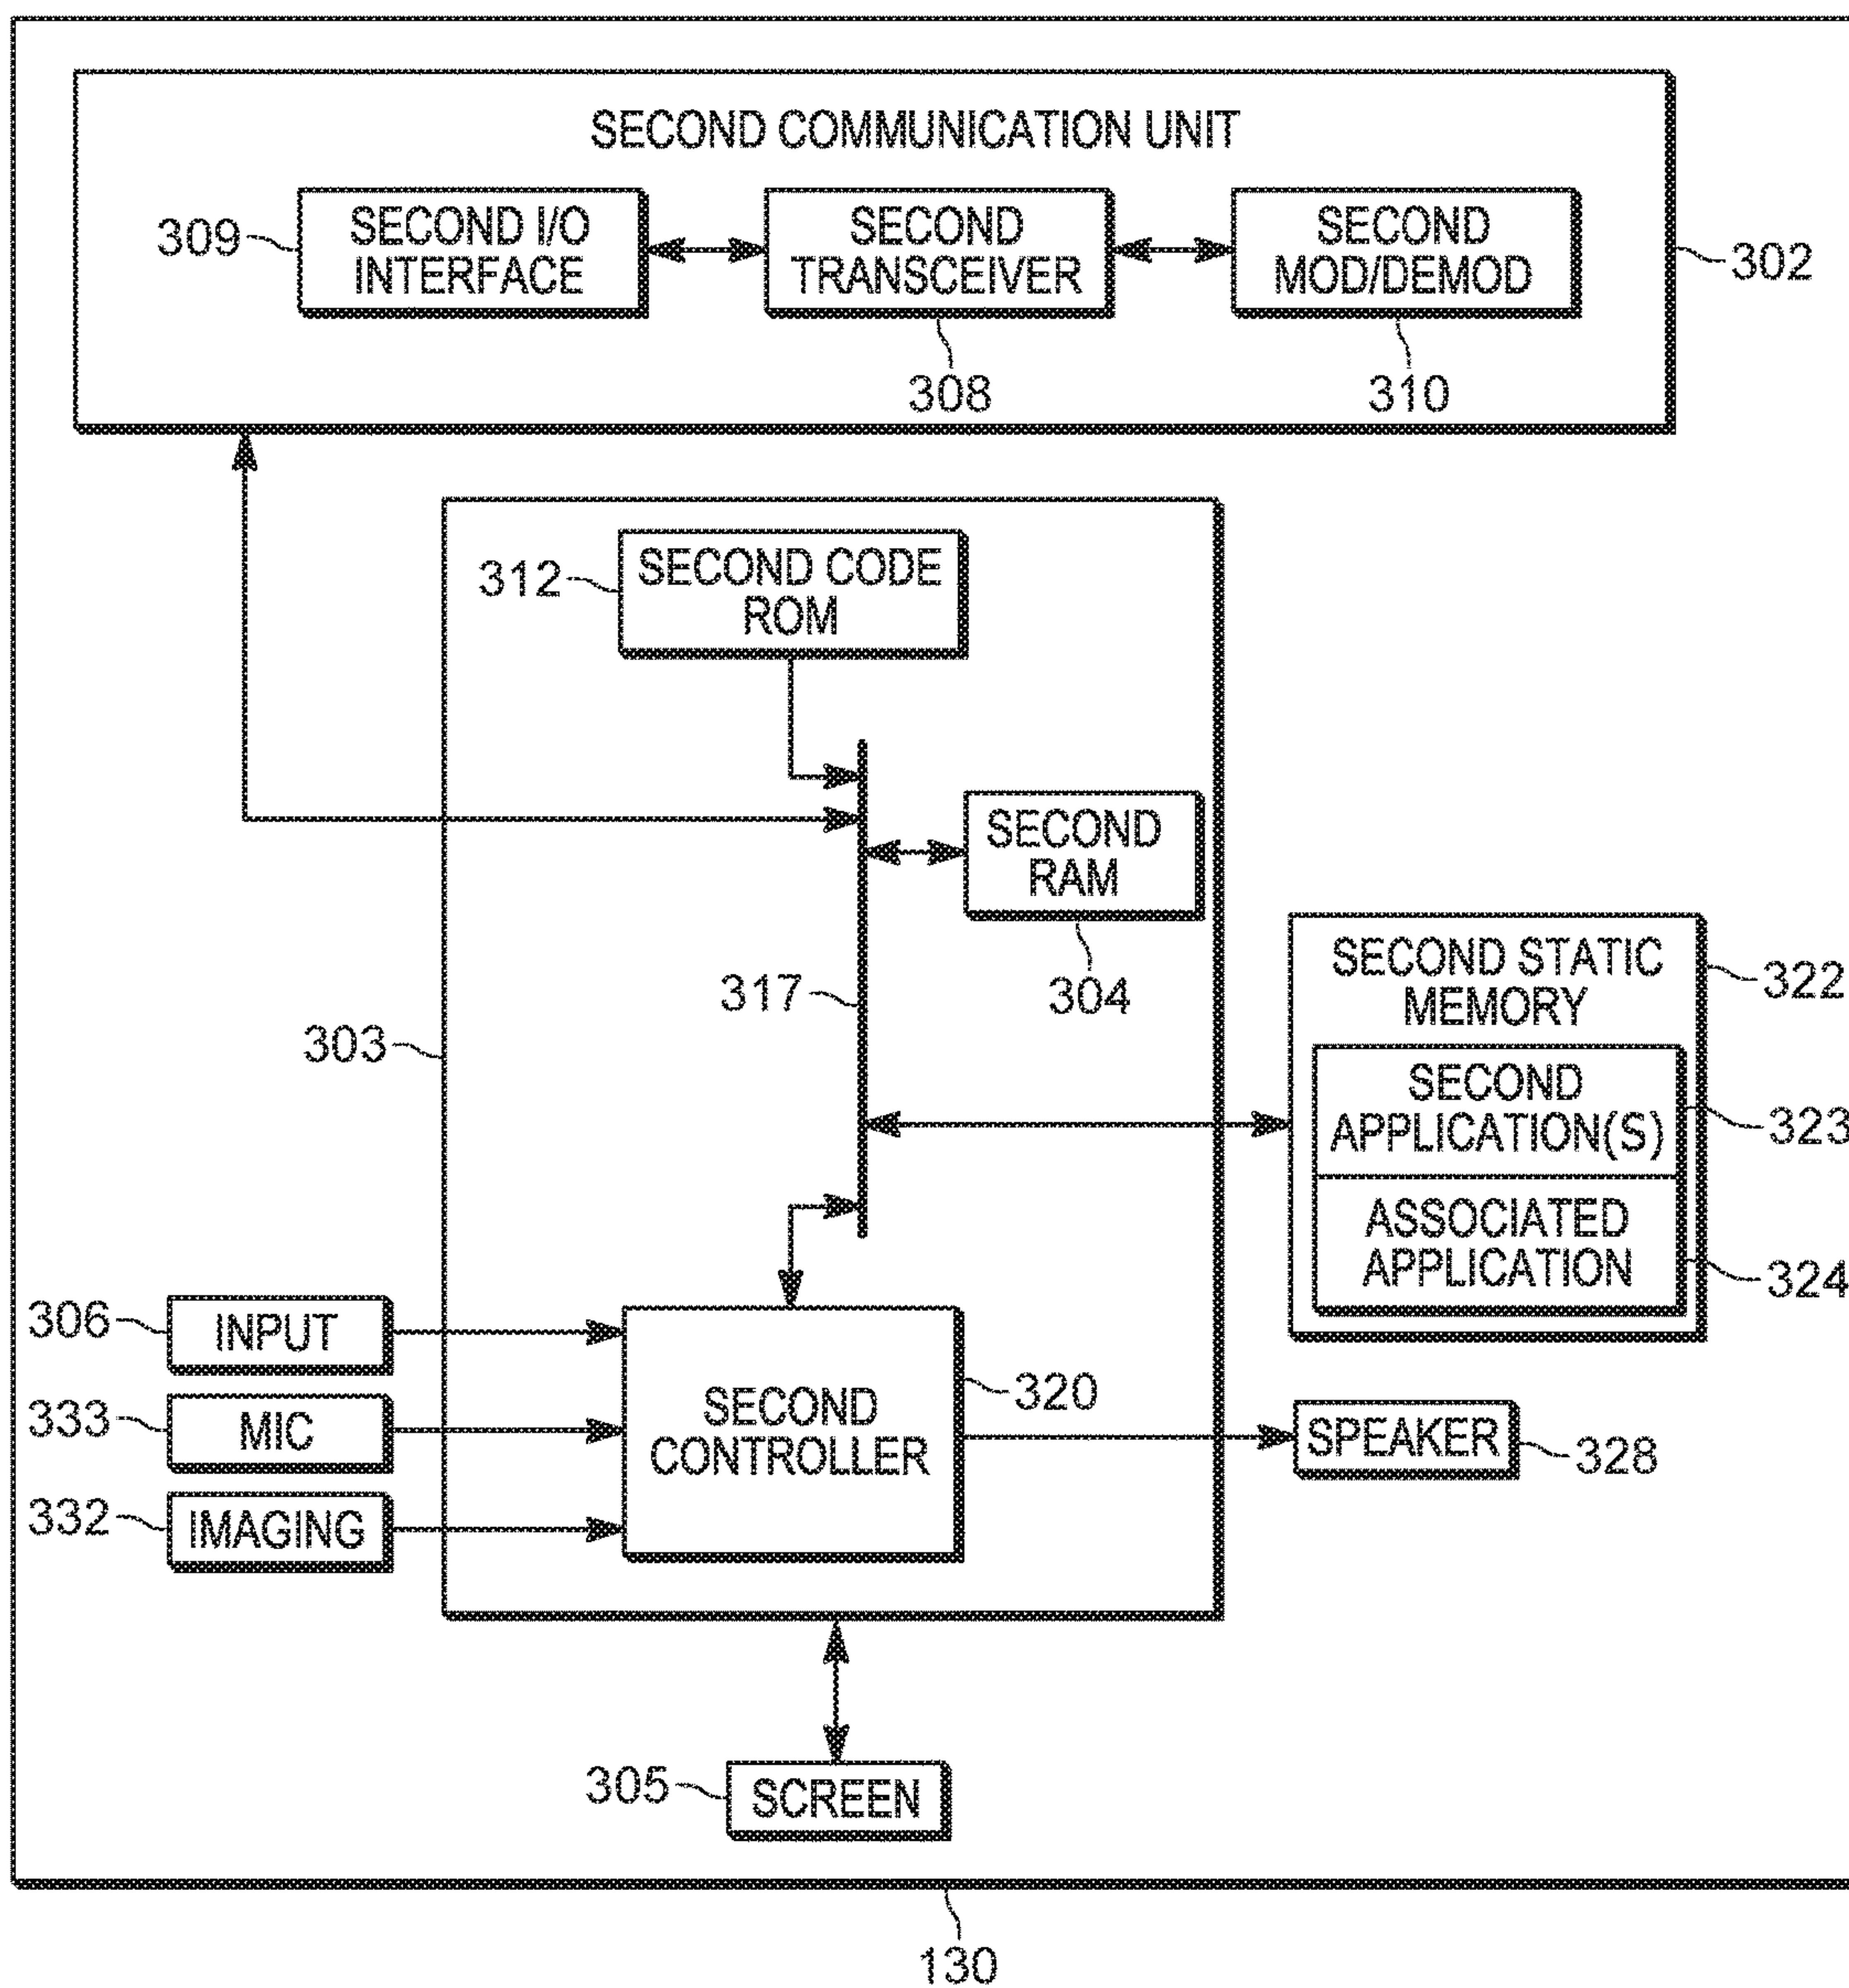 SECOND COMMUNICATION UNIT
309
SECOND I/O
INTERFACE
SECOND
TRANSCEIVER
SECOND
MOD/DEMOD
302
308
310
312
SECOND CODE
ROM
SECOND
RAM
304
317
303
SECOND STATIC
MEMORY
322
SECOND
APPLICATION(S)
323
ASSOCIATED
APPLICATION
324
306
INPUT
333
MIC
332
IMAGING
SECOND
CONTROLLER
320
SPEAKER
328
305
SCREEN
130